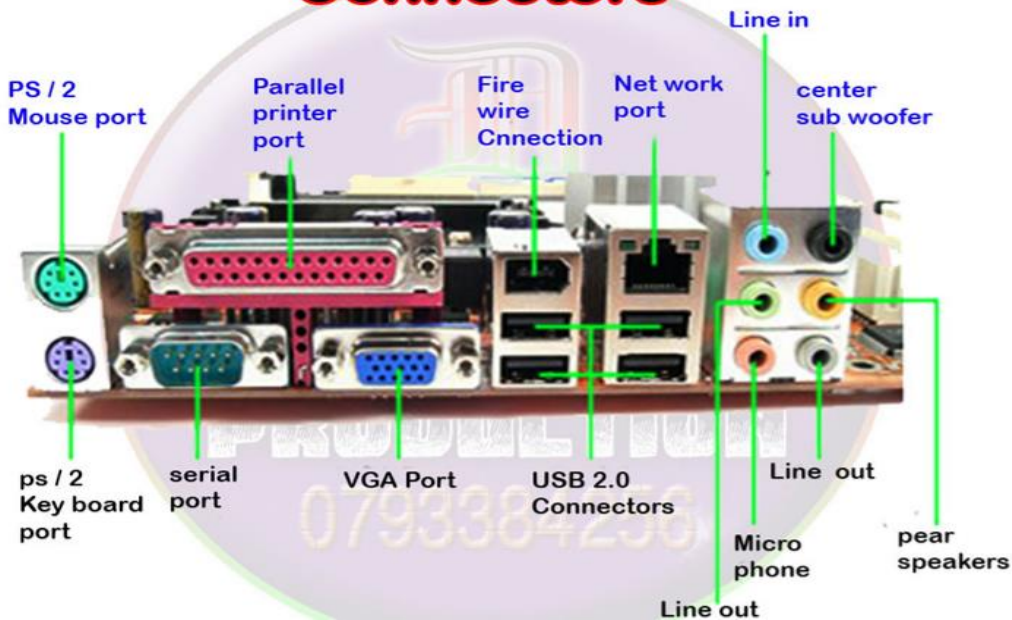 Connectors
Line in
PS / 2
Mouse port
Parallel
printer
port
Fire
wire
Cnnection
Net work
port
center
sub woofer
ps / 2
Key board
port
serial
port
VGA Port
USB 2.0
Connectors
Line out
Micro
phone
pear
speakers
Line out
PRODUCTION
0793384256